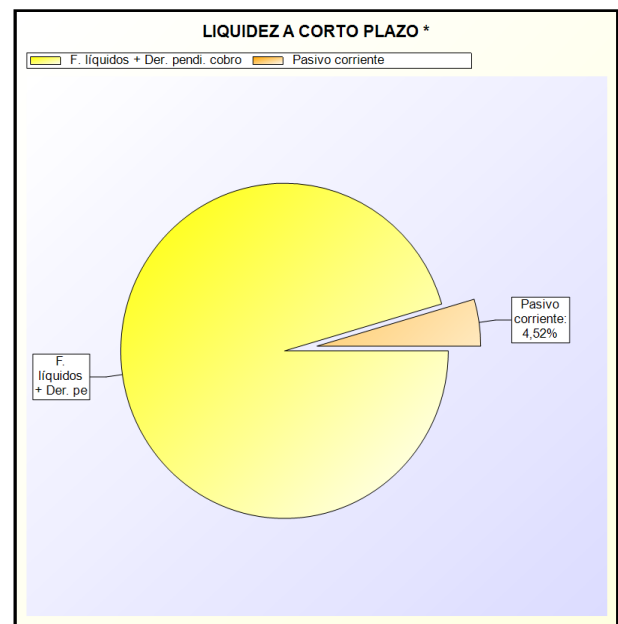 LIQUIDEZ A CORTO PLAZO *
F. líquidos + Der. pendi. cobro Pasivo corriente
Pasivo
corriente:
4,52%
F.
líquidos
+ Der. pe